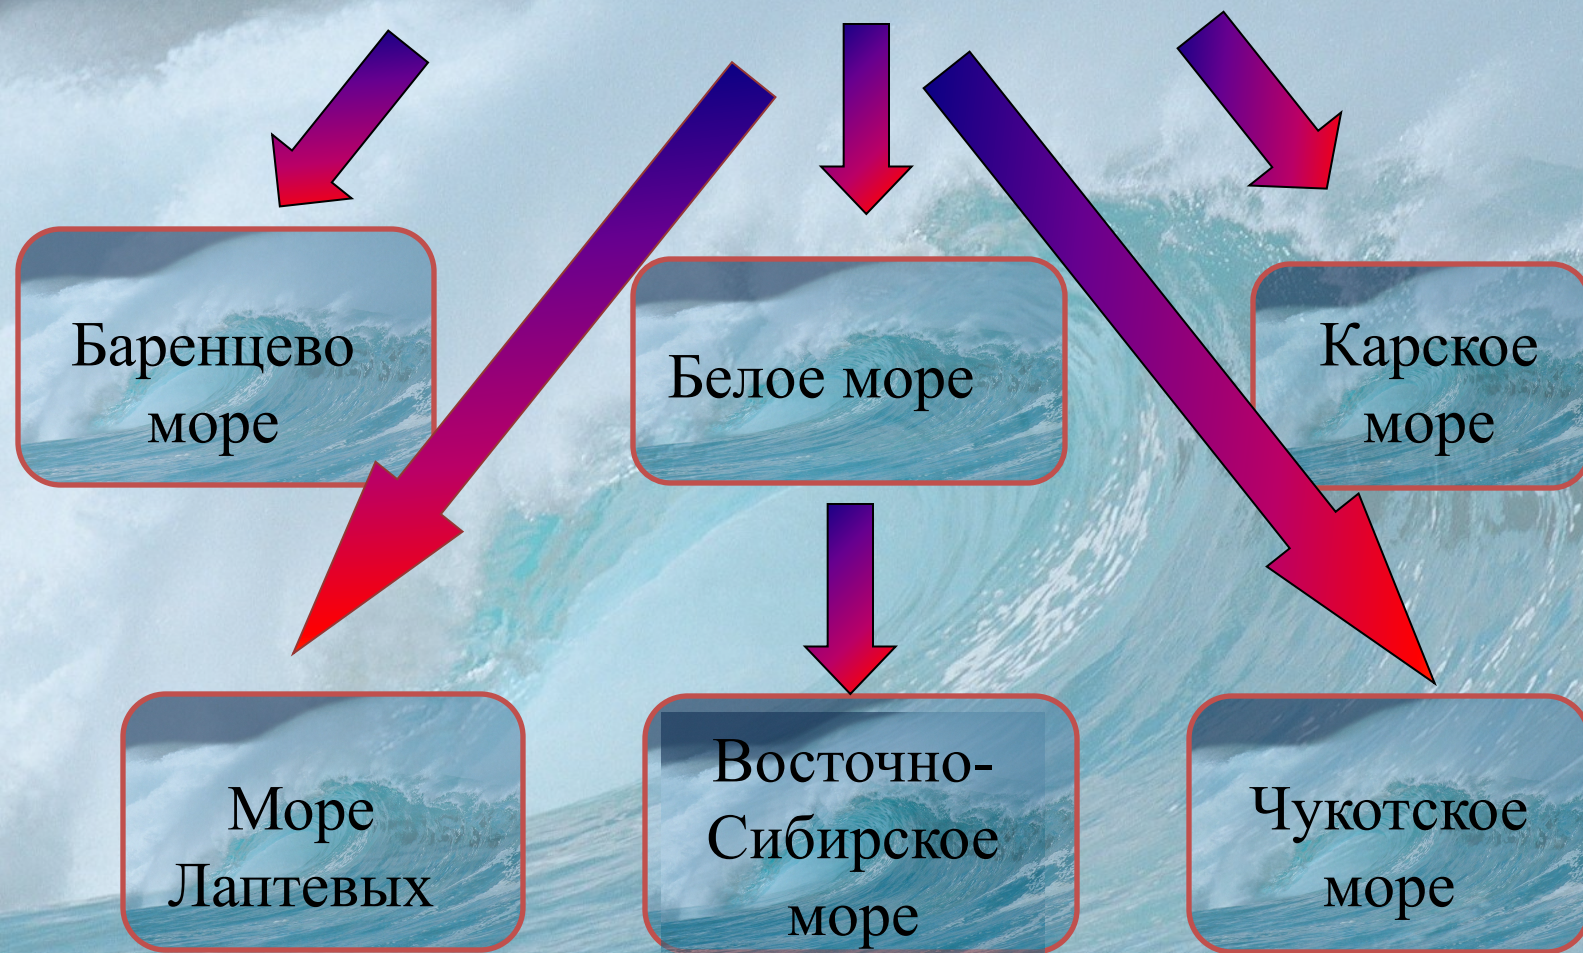 Баренцево
море
Белое море
Карское
море
Море
Лаптевых
Восточно-
Сибирское
море
Чукотское
море